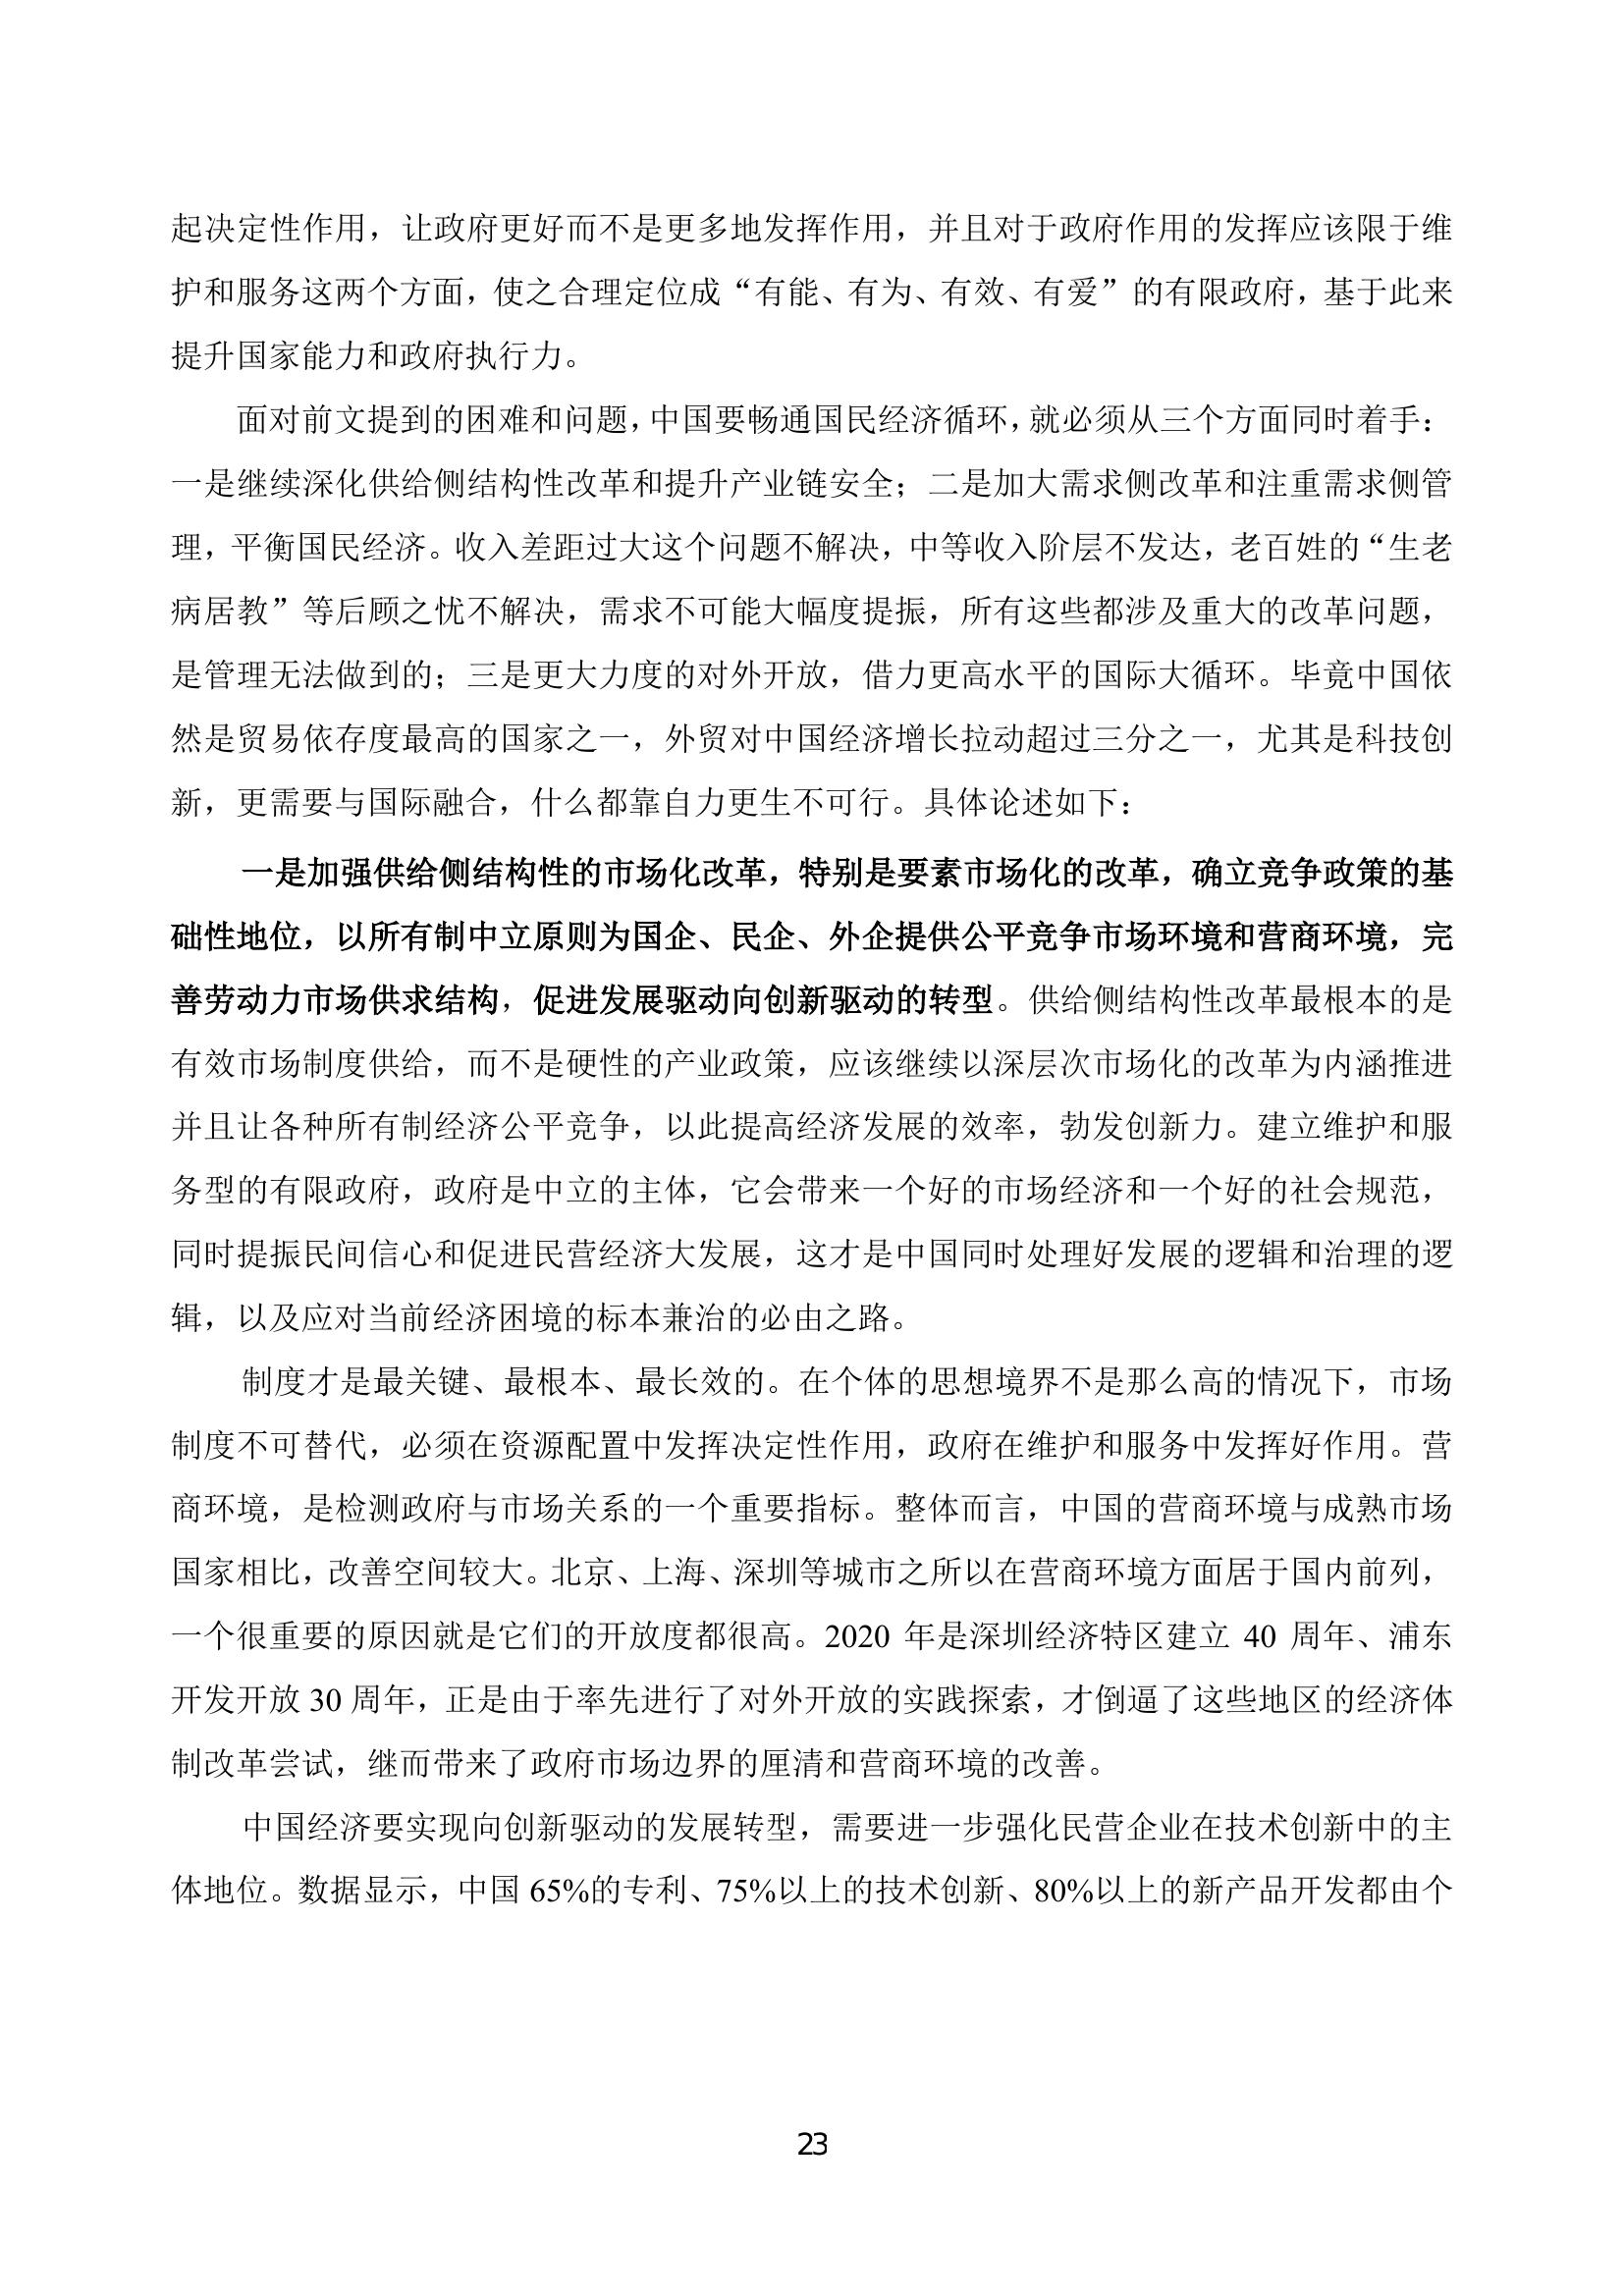 起决定性作用，让政府更好而不是更多地发挥作用，并且对于政府作用的发挥应该限于维
护和服务这两个方面，使之合理定位成“有能、有为、有效、有爱”的有限政府，基于此来
提升国家能力和政府执行力。
面对前文提到的困难和问题，中国要畅通国民经济循环，就必须从三个方面同时着手：
一是继续深化供给侧结构性改革和提升产业链安全；二是加大需求侧改革和注重需求侧管
理，平衡国民经济。收入差距过大这个问题不解决，中等收入阶层不发达，老百姓的“生老
病居教”等后顾之忧不解决，需求不可能大幅度提振，所有这些都涉及重大的改革问题，
是管理无法做到的；三是更大力度的对外开放，借力更高水平的国际大循环。毕竟中国依
然是贸易依存度最高的国家之一，外贸对中国经济增长拉动超过三分之一，尤其是科技创
新，更需要与国际融合，什么都靠自力更生不可行。具体论述如下：
一是加强供给侧结构性的市场化改革，特别是要素市场化的改革，确立竞争政策的基
础性地位，以所有制中立原则为国企、民企、外企提供公平竞争市场环境和营商环境，完
善劳动力市场供求结构，促进发展驱动向创新驱动的转型。供给侧结构性改革最根本的是
有效市场制度供给，而不是硬性的产业政策，应该继续以深层次市场化的改革为内涵推进
并且让各种所有制经济公平竞争，以此提高经济发展的效率，勃发创新力。建立维护和服
务型的有限政府，政府是中立的主体，它会带来一个好的市场经济和一个好的社会规范，
同时提振民间信心和促进民营经济大发展，这才是中国同时处理好发展的逻辑和治理的逻
辑，以及应对当前经济困境的标本兼治的必由之路。
制度才是最关键、最根本、最长效的。在个体的思想境界不是那么高的情况下，市场
制度不可替代，必须在资源配置中发挥决定性作用，政府在维护和服务中发挥好作用。营
商环境，是检测政府与市场关系的一个重要指标。整体而言，中国的营商环境与成熟市场
国家相比，改善空间较大。北京、上海、深圳等城市之所以在营商环境方面居于国内前列，
一个很重要的原因就是它们的开放度都很高。2020 年是深圳经济特区建立 40 周年、浦东
开发开放 30 周年，正是由于率先进行了对外开放的实践探索，才倒逼了这些地区的经济体
制改革尝试，继而带来了政府市场边界的厘清和营商环境的改善。
中国经济要实现向创新驱动的发展转型，需要进一步强化民营企业在技术创新中的主
体地位。数据显示，中国 65%的专利、75%以上的技术创新、80%以上的新产品开发都由个
23